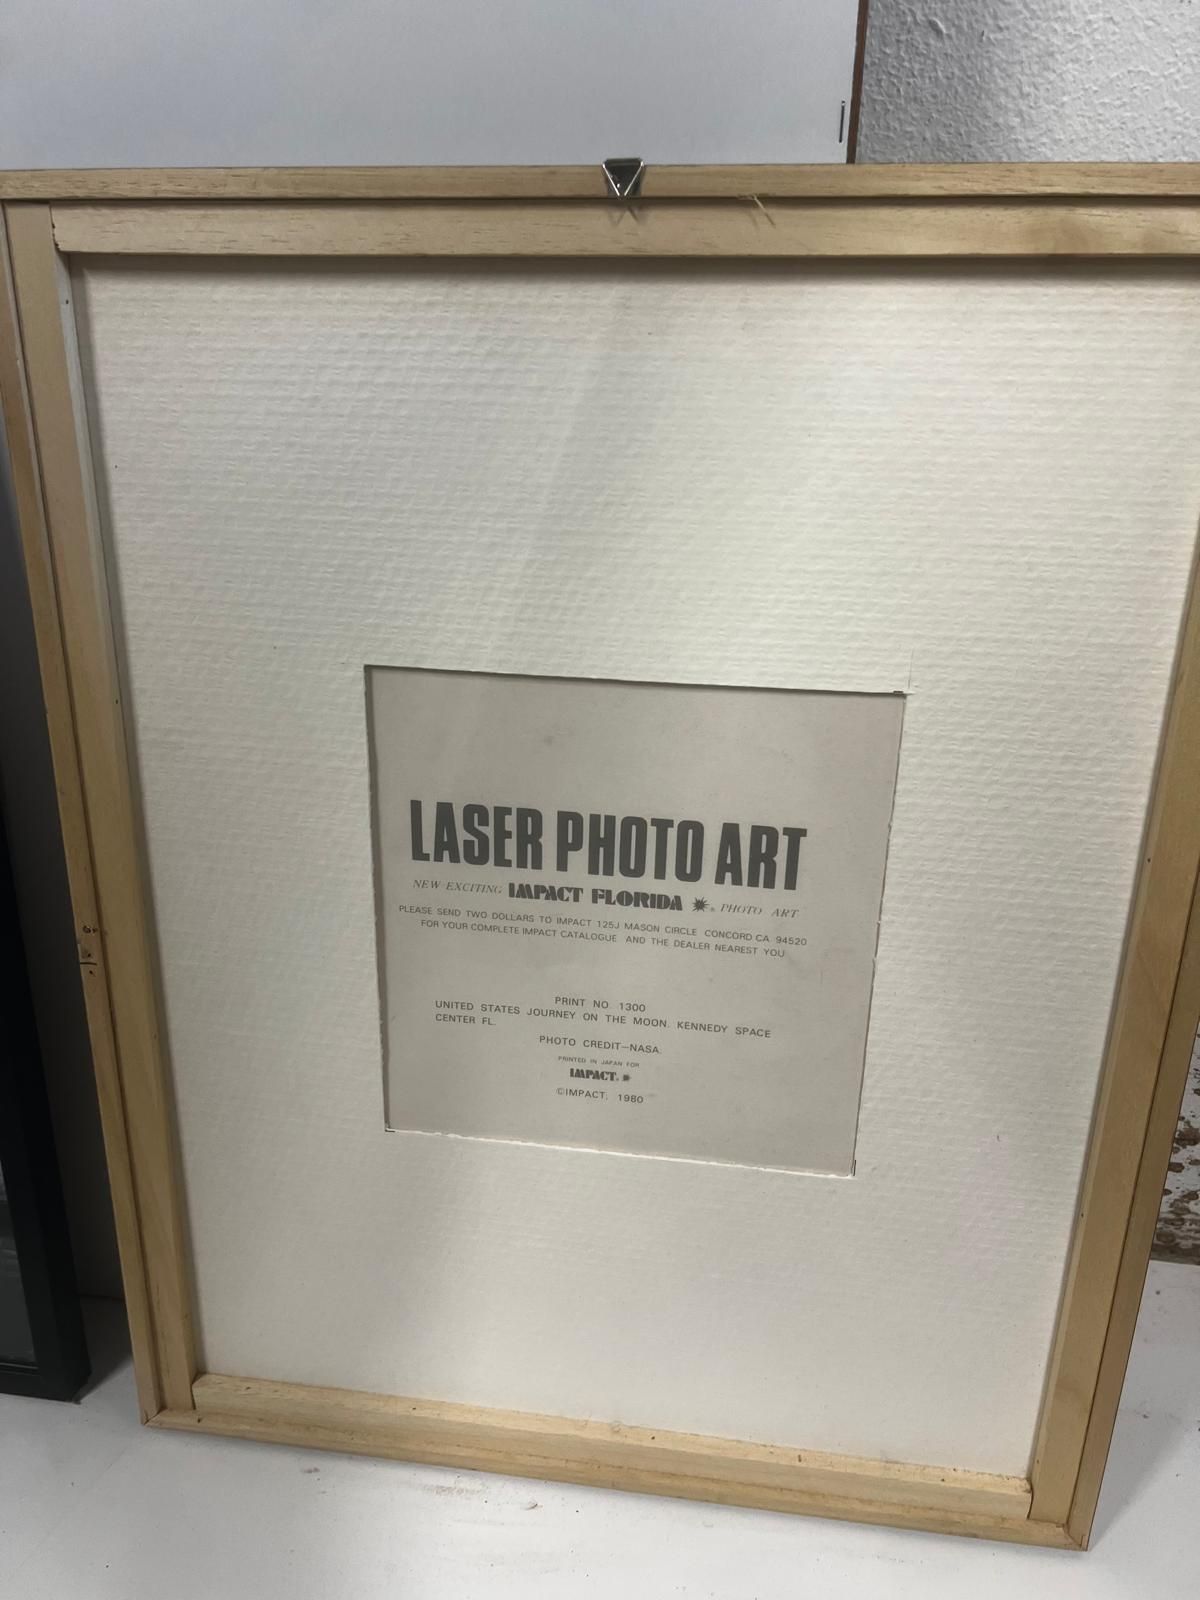 LASER PHOTO ART
NEW EXCITING IMPACT FLORIDA ® PHOTO ART
PLEASE SEND TWO DOLLARS TO IMPACT 125J MASON CIRCLE CONCORD CA 94520
FOR YOUR COMPLETE IMPACT CATALOGUE AND THE DEALER NEAREST YOU
PRINT NO. 1300
UNITED STATES JOURNEY ON THE MOON. KENNEDY SPACE
CENTER FL.
PHOTO CREDIT—NASA.
PRINTED IN JAPAN FOR
IMPACT.
©IMPACT, 1980